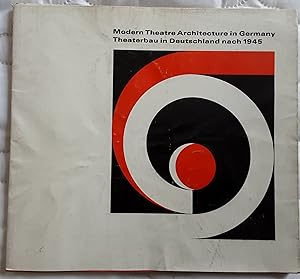 Modern Theatre Architecture in Germany
Theaterbau in Deutschland nach 1945